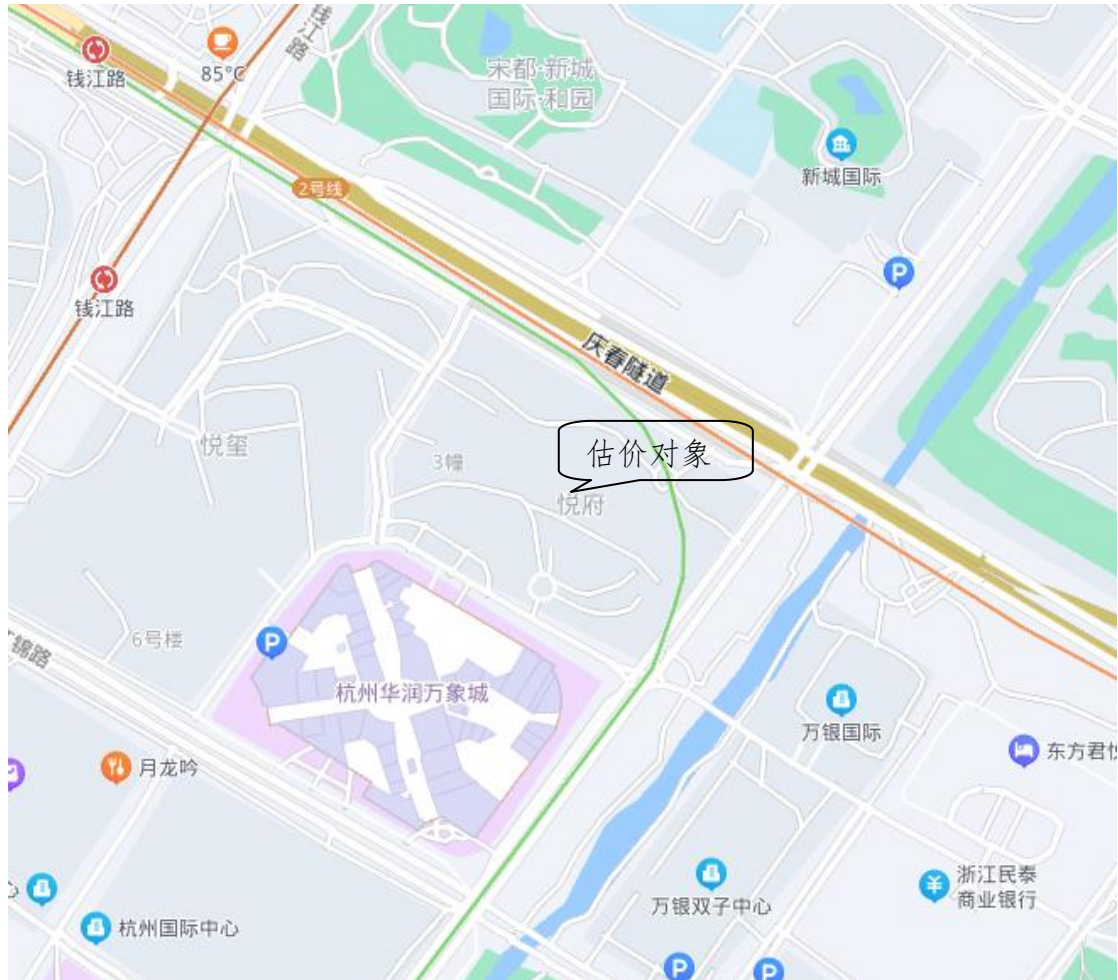 钱江路
85°C
钱江路
宋都·新城
国际·和园
新城国际
2号线
P
钱江路
庆春隧道
悦玺
3幢
估价对象
悦府
6号楼
锦路
P
杭州华润万象城
万银国际
东方君
月龙吟
浙江民泰
商业银行
万银双子中心
杭州国际中心
P
P